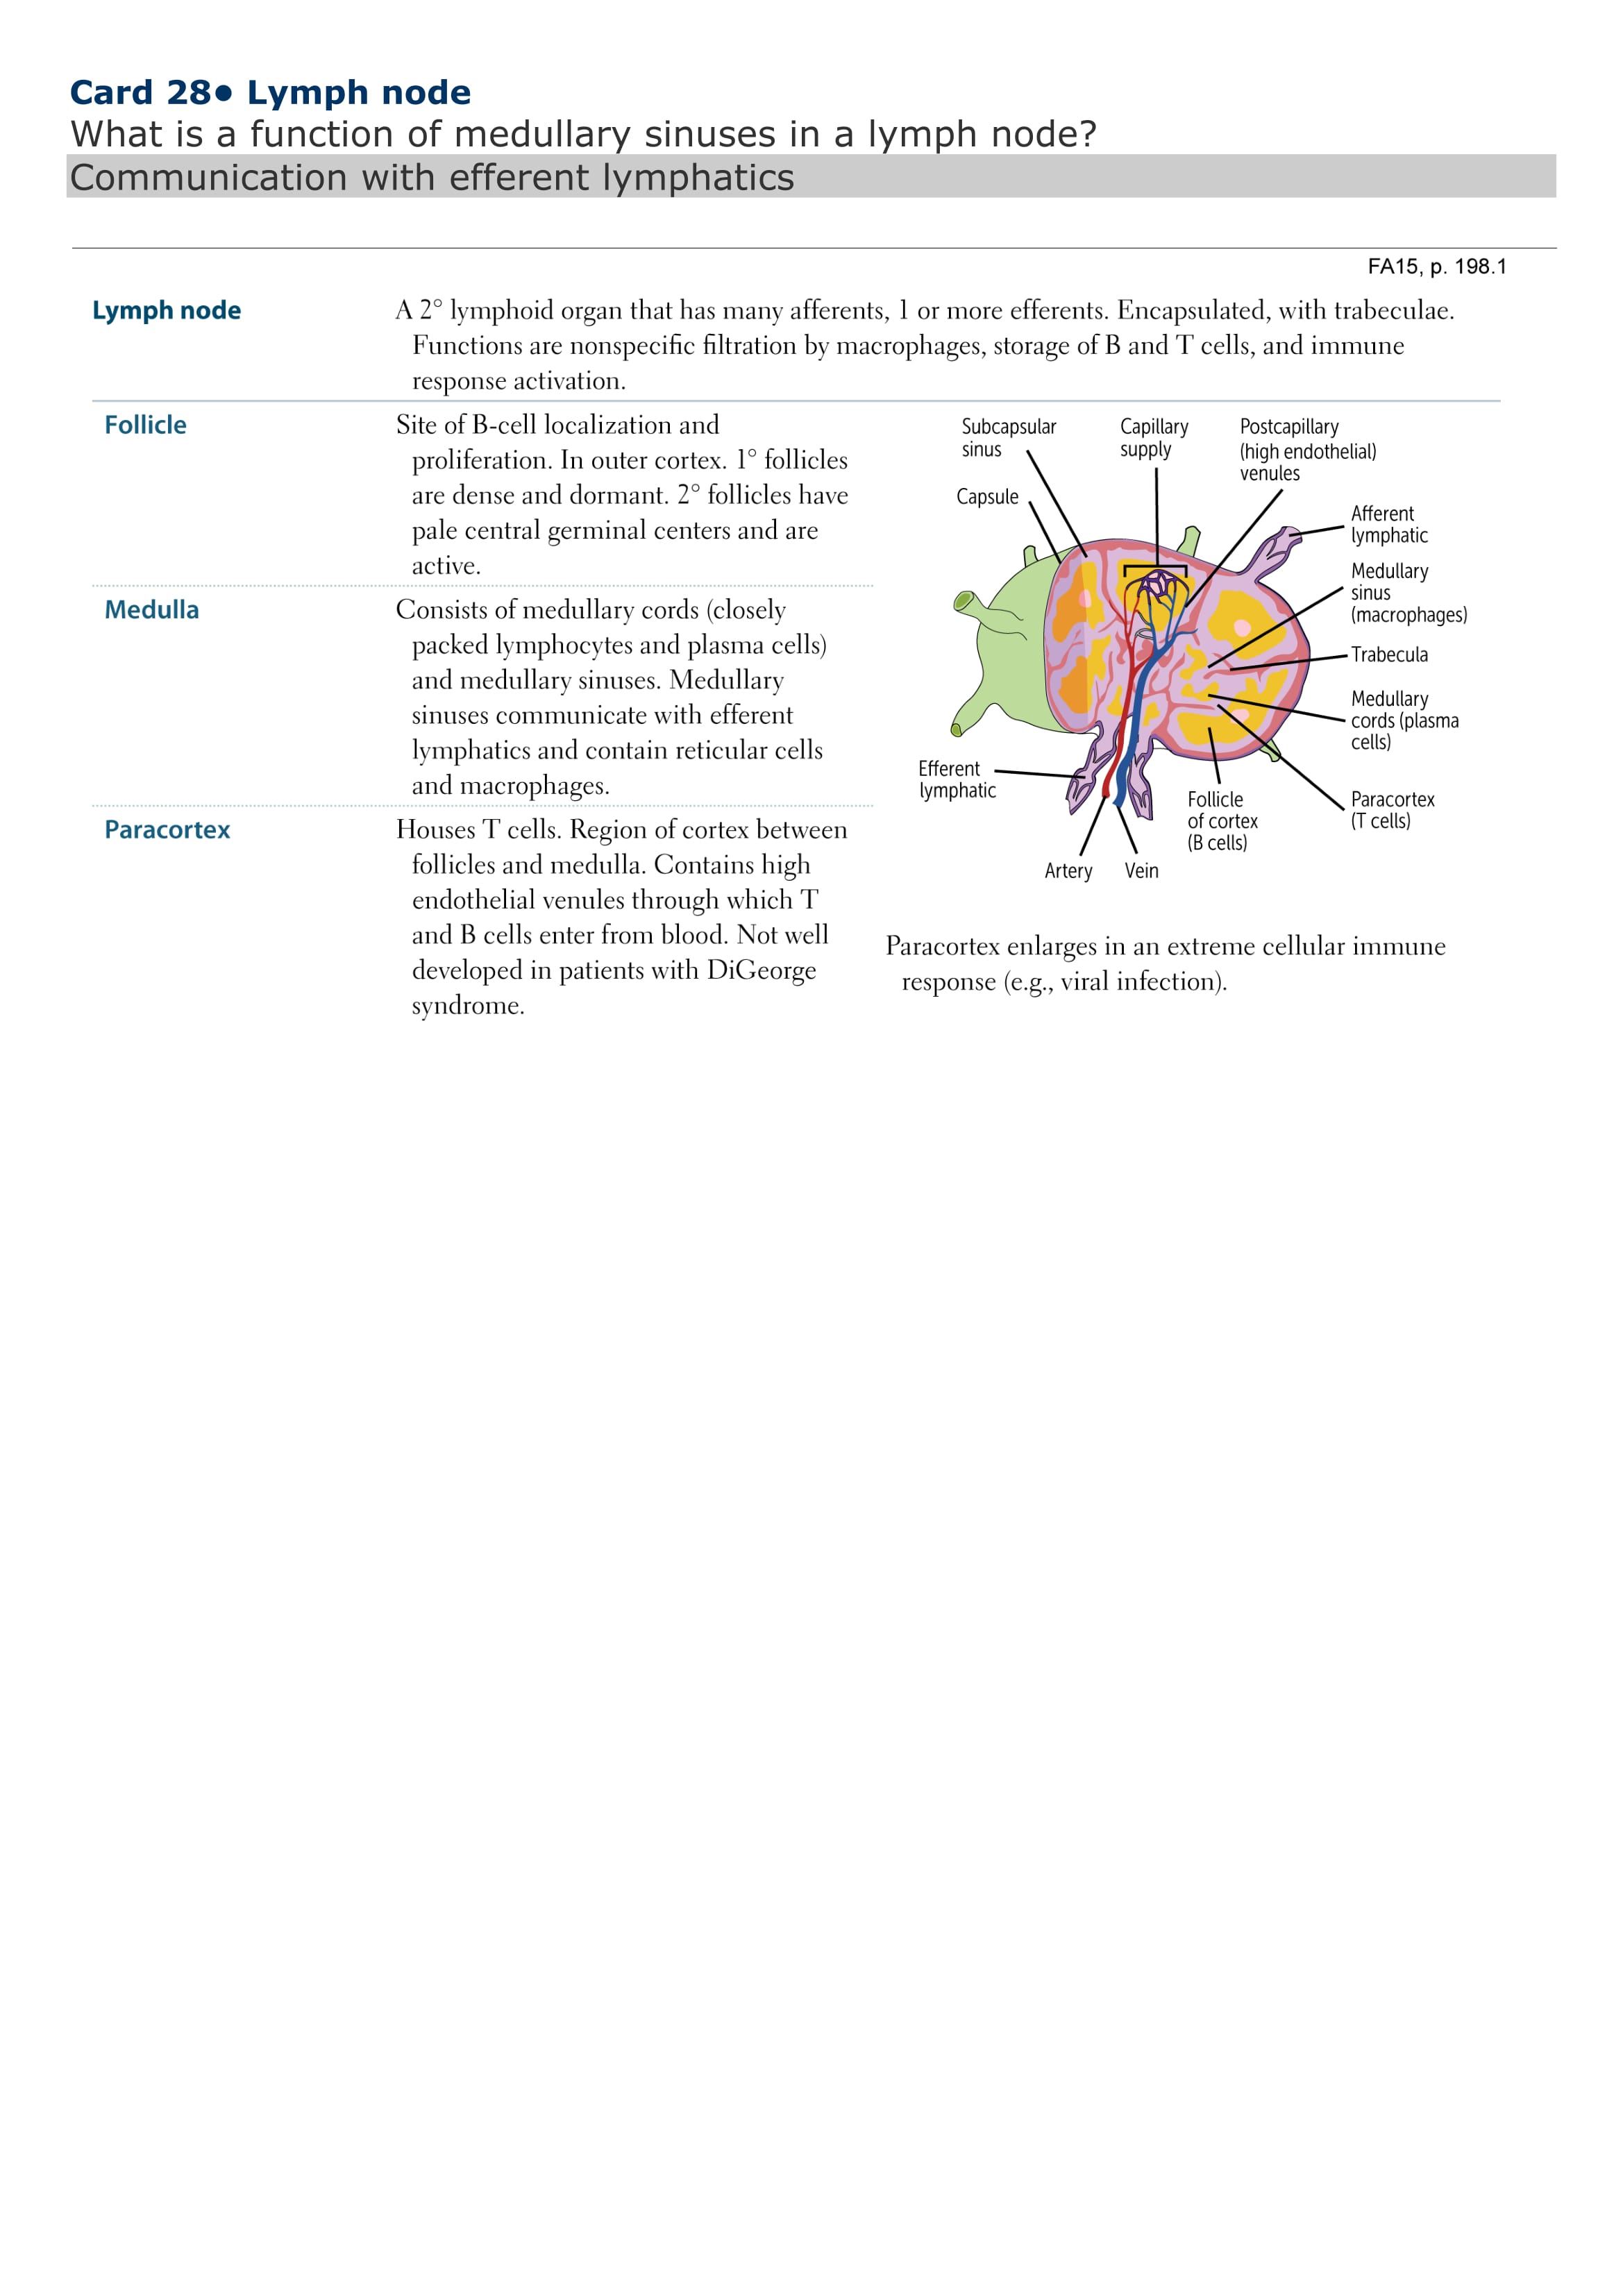 Card 28● Lymph node
What is a function of medullary sinuses in a lymph node?
Communication with efferent lymphatics
FA15, p. 198.1
Lymph node
A 2° lymphoid organ that has many afferents, 1 or more efferents. Encapsulated, with trabeculae.
Functions are nonspecific filtration by macrophages, storage of B and T cells, and immune
response activation.
Follicle
Site of B-cell localization and
proliferation. In outer cortex. 1° follicles
are dense and dormant. 2° follicles have
pale central germinal centers and are
active.
Medulla
Consists of medullary cords (closely
packed lymphocytes and plasma cells)
and medullary sinuses. Medullary
sinuses communicate with efferent
lymphatics and contain reticular cells
and macrophages.
Paracortex
Houses T cells. Region of cortex between
follicles and medulla. Contains high
endothelial venules through which T
and B cells enter from blood. Not well
developed in patients with DiGeorge
syndrome.
Subcapsular
sinus
Capillary
supply
Postcapillary
(high endothelial)
venules
Capsule
Afferent
lymphatic
Medullary
sinus
(macrophages)
Trabecula
Medullary
cords (plasma
cells)
Efferent
lymphatic
Follicle
of cortex
(B cells)
Paracortex
(T cells)
Artery
Vein
Paracortex enlarges in an extreme cellular immune
response (e.g., viral infection).